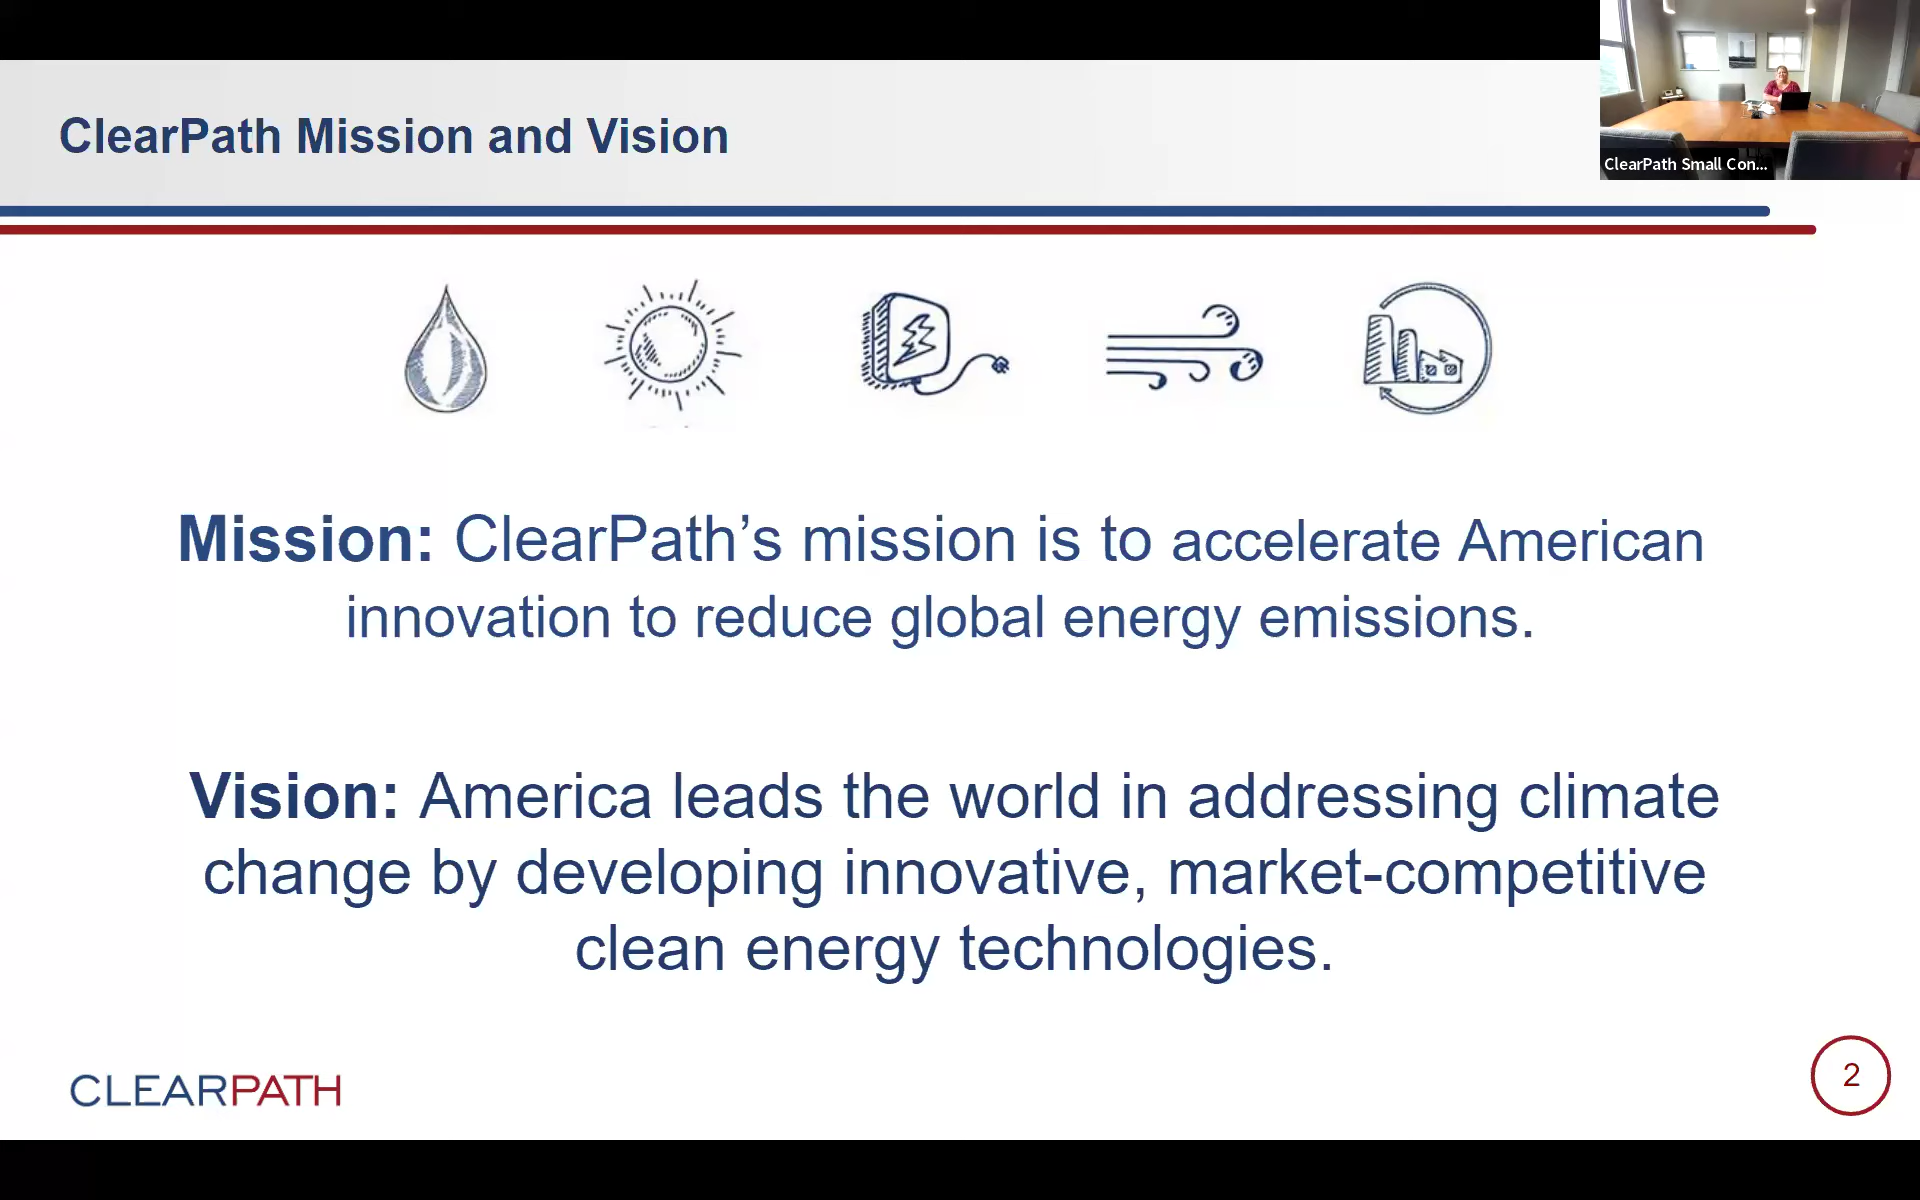 ClearPath Mission and Vision
ClearPath Small Con...
Mission: ClearPath’s mission is to accelerate American
innovation to reduce global energy emissions.
Vision: America leads the world in addressing climate
change by developing innovative, market-competitive
clean energy technologies.
CLEARPATH
2